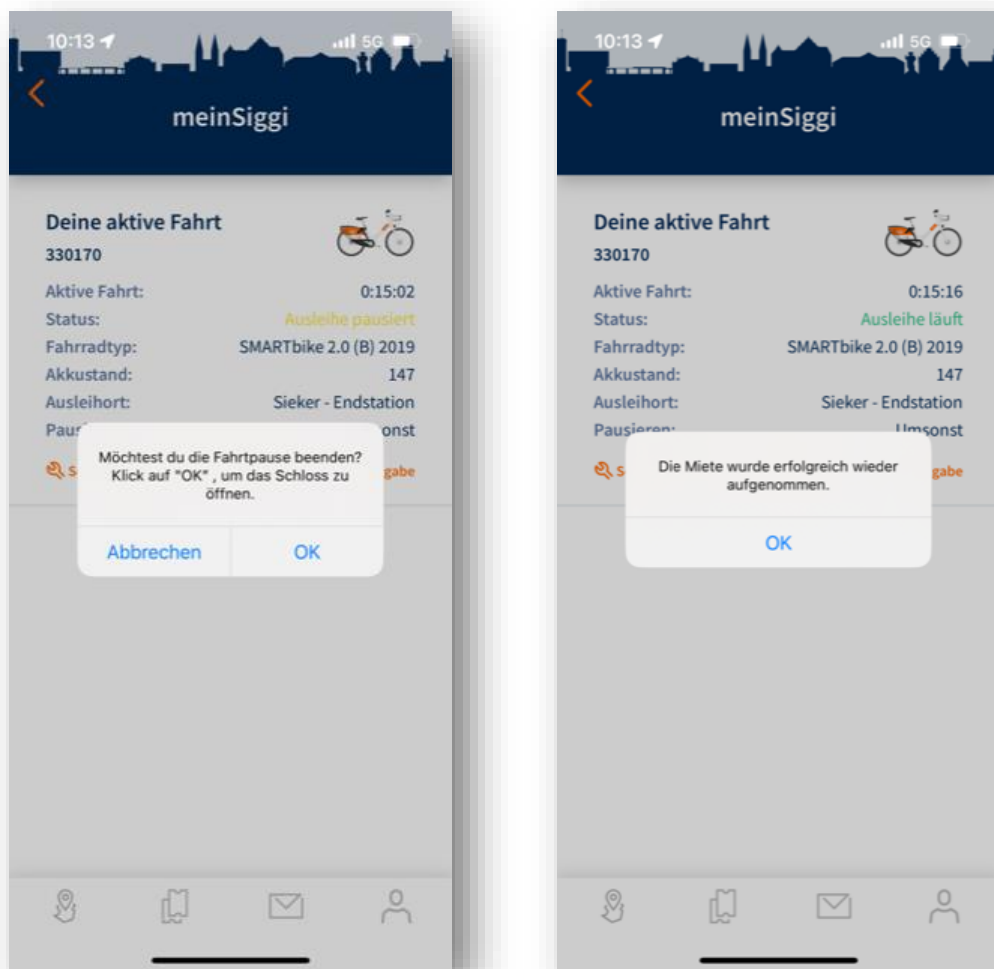 10:13
5G
meinSiggi
Deine aktive Fahrt
330170
Aktive Fahrt: 0:15:02
Status: Ausleihe pausiert
Fahrradtyp: SMARTbike 2.0 (B) 2019
Akkustand: 147
Ausleihort: Sieker - Endstation
Möchtest du die Fahrtpause beenden?
Klick auf "OK" , um das Schloss zu
öffnen.
Abbrechen OK
10:13
5G
meinSiggi
Deine aktive Fahrt
330170
Aktive Fahrt: 0:15:16
Status: Ausleihe läuft
Fahrradtyp: SMARTbike 2.0 (B) 2019
Akkustand: 147
Ausleihort: Sieker - Endstation
Pausieren: Umsonst
Die Miete wurde erfolgreich wieder
aufgenommen.
OK